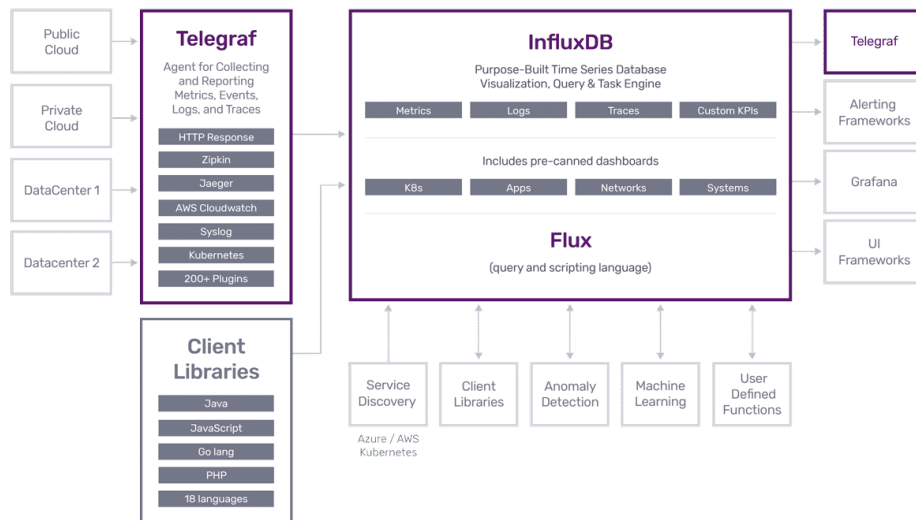 Public
Cloud
Private
Cloud
DataCenter 1
Datacenter 2
Telegraf
Agent for Collecting
and Reporting
Metrics, Events,
Logs, and Traces
HTTP Response
Zipkin
Jaeger
AWS Cloudwatch
Syslog
Kubernetes
200+ Plugins
Client
Libraries
Java
JavaScript
Go lang
PHP
18 languages
InfluxDB
Purpose-Built Time Series Database
Visualization, Query & Task Engine
Metrics
Logs
Traces
Custom KPIs
Includes pre-canned dashboards
K8s
Apps
Networks
Systems
Flux
(query and scripting language)
Service
Discovery
Azure / AWS
Kubernetes
Client
Libraries
Anomaly
Detection
Machine
Learning
User
Defined
Functions
Telegraf
Alerting
Frameworks
Grafana
UI
Frameworks